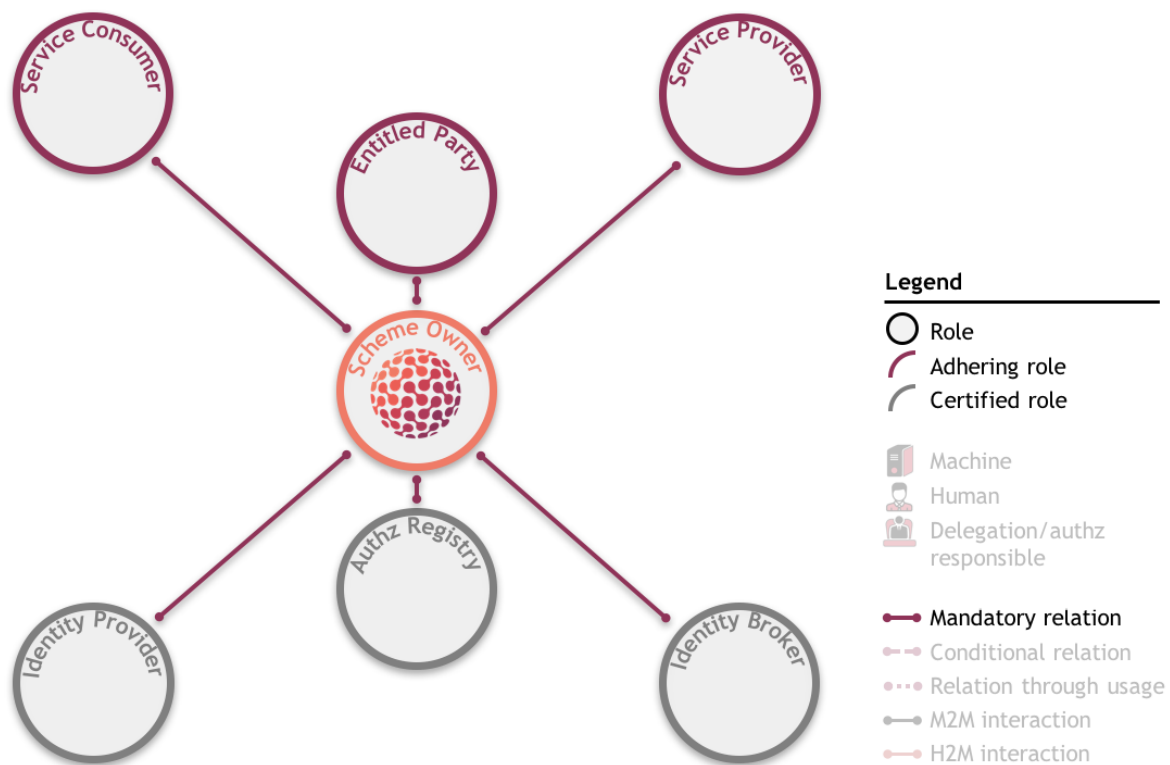 Service Consumer
Service Provider
Entitled Party
Scheme Owner
Authz Registry
Identity Provider
Identity Broker
Legend
Role
Adhering role
Certified role
Machine
Human
Delegation/authz
responsible
Mandatory relation
Conditional relation
Relation through usage
M2M interaction
H2M interaction